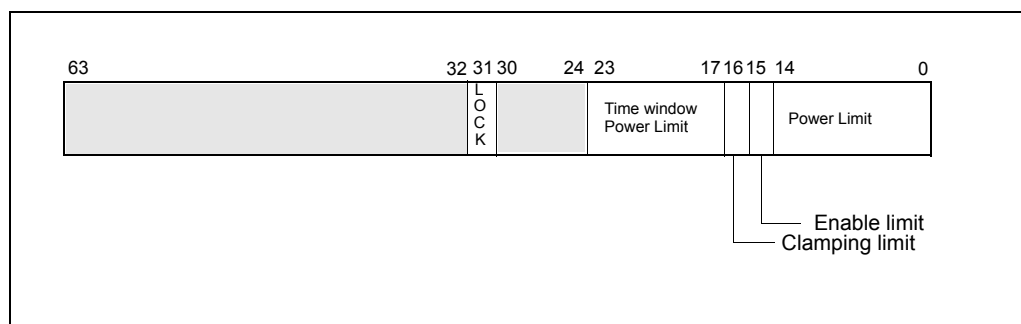 63 32 31 30 24 23 17 16 15 14 0
LOCK
Time window
Power Limit
Power Limit
Enable limit
Clamping limit